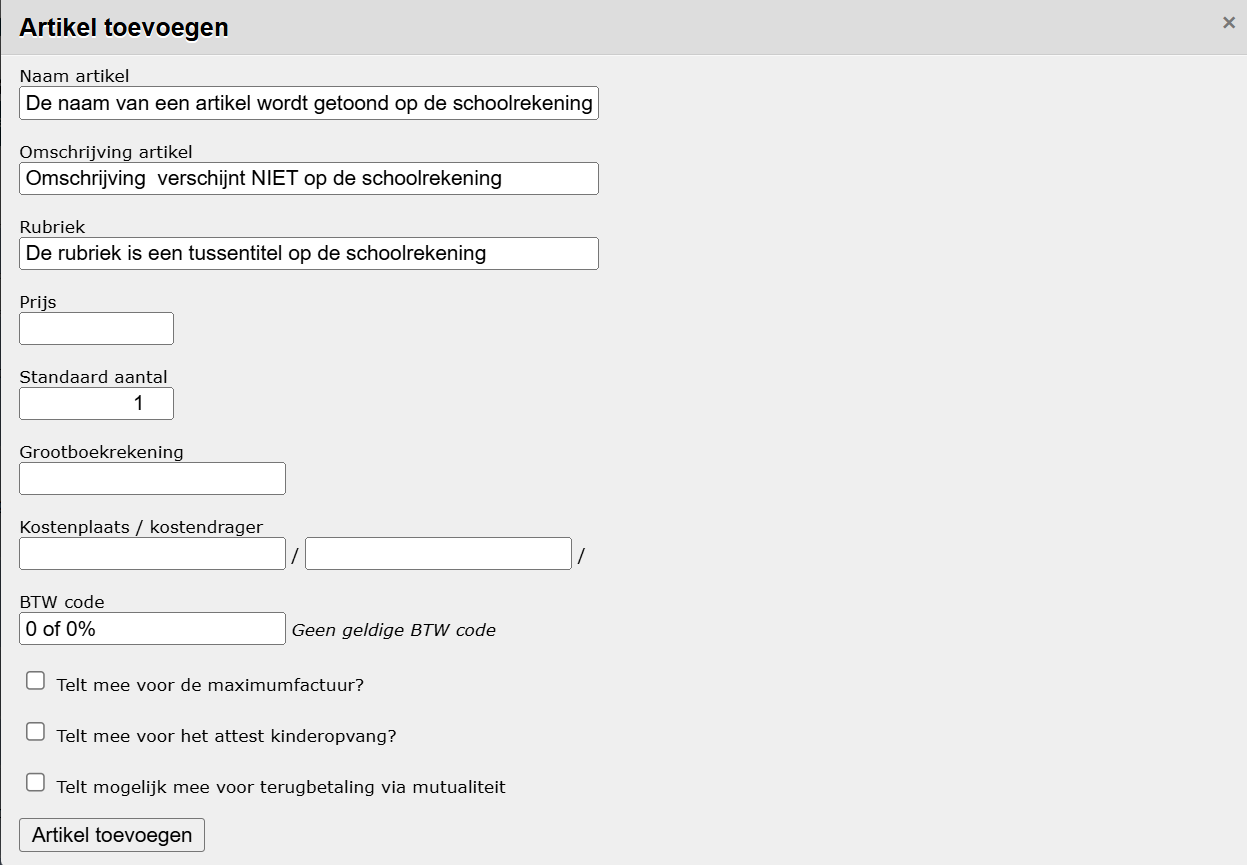 Artikel toevoegen
×
Naam artikel
De naam van een artikel wordt getoond op de schoolrekening
Omschrijving artikel
Omschrijving  verschijnt NIET op de schoolrekening
Rubriek
De rubriek is een tussentitel op de schoolrekening
Prijs
Standaard aantal
1
Grootboekrekening
Kostenplaats / kostendrager
/ /
BTW code
0 of 0% Geen geldige BTW code
Telt mee voor de maximumfactuur?
Telt mee voor het attest kinderopvang?
Telt mogelijk mee voor terugbetaling via mutualiteit
Artikel toevoegen